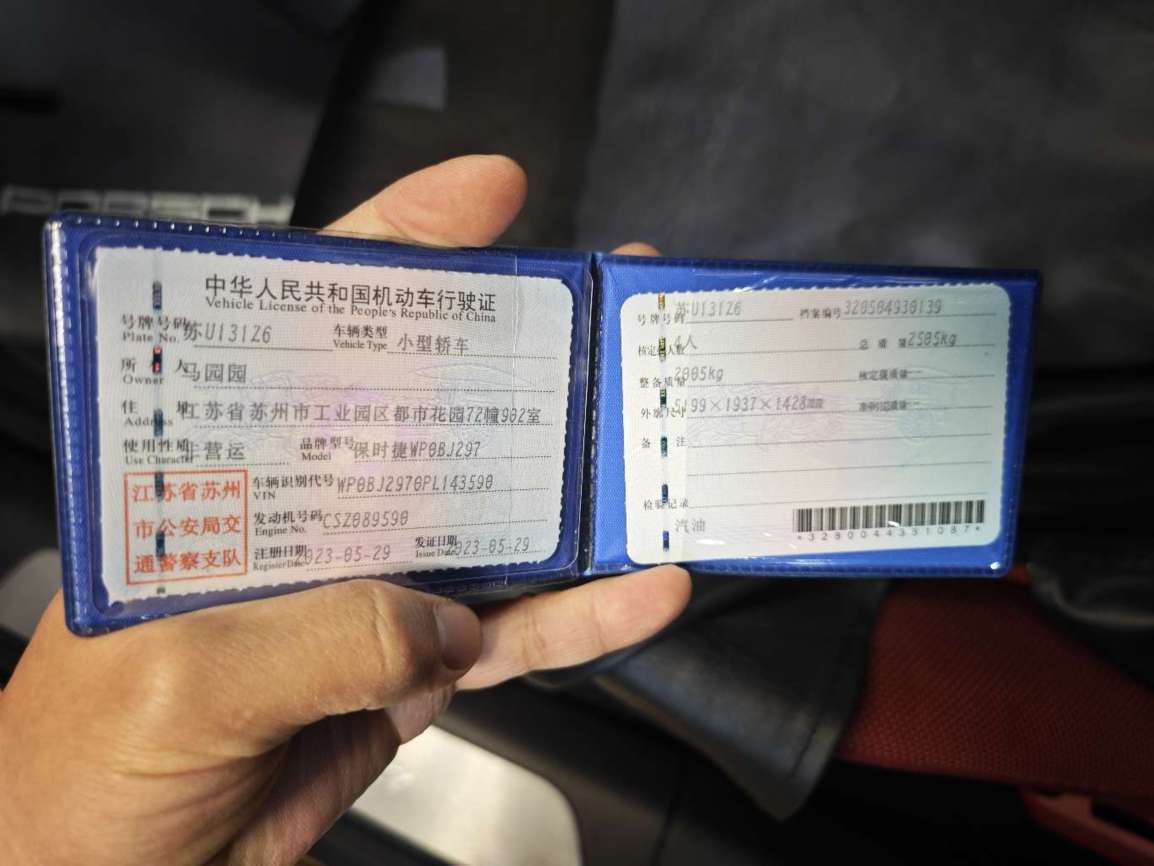 PORSCHE
中华人民共和国机动车行驶证
Vehicle License of the People's Republic of China
号牌号码 苏U13126 车辆类型 小型轿车
Plate No. Vehicle Type
所有人 马园园
Owner
住址 江苏省苏州市工业园区都市花园72幢902室
Address
使用性质 非营运 品牌型号 保时捷WP0BJ297
Use Character Model
江苏省苏州
市公安局交
通警察支队
车辆识别代号 WP0BJ2970PL143590
VIN
发动机号码 CSZ089590
Engine No.
注册日期 2023-05-29 发证日期 2023-05-29
Register Date Issue Date
号牌号码 苏U13126 档案编号 320504930139
核定载人数 4人 总质量 2505kg
整备质量 2005kg 核定载质量 --
外廓尺寸 5199×1937×1428mm 准牵引总质量 --
备注
检验记录
汽油
*3280044351087*